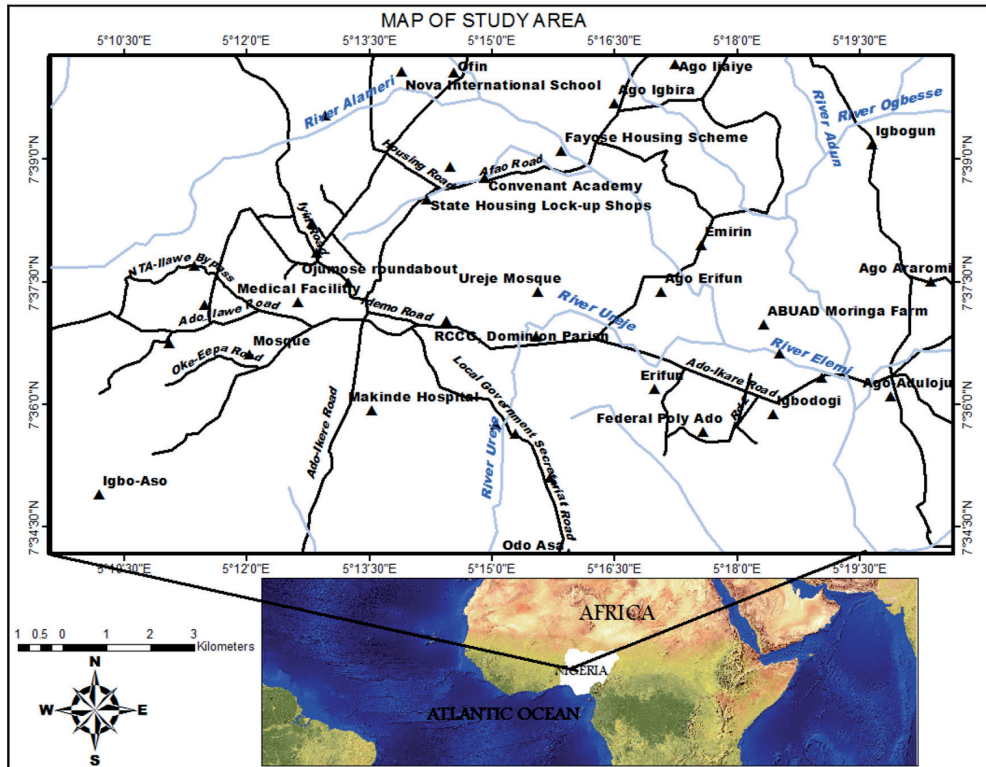 MAP OF STUDY AREA
5°10'30"E 5°12'0"E 5°13'30"E 5°15'0"E 5°16'30"E 5°18'0"E 5°19'30"E
Ofin
Ago Iiaiye
Nova International School
Ago Igbira
River Alameri
River Adun
River Ogbesse
Igbogun
Fayose Housing Scheme
7°39'0"N
7°39'0"N
Housing Road
Afao Road
Convenant Academy
State Housing Lock-up Shops
Iyin Road
Emirin
NTA-Ilawe Bypass
Ojumose roundabout
Ureje Mosque
Ago Erifun
Ago Araromi
7°37'30"N
7°37'30"N
Medical Facility
Ado_Ilawe Road
Idemo Road
River Ureje
ABUAD Moringa Farm
RCCG, Dominion Parish
Mosque
Oke-Eepa Road
River Elemi
Local Government Secretariat Road
Erifun
Ado-Ikare Road
Ago-Aduloju
7°36'0"N
7°36'0"N
Makinde Hospital
Igbodogi
Federal Poly Ado
Ado-Ikere Road
River Ureje
Igbo-Aso
7°34'30"N
7°34'30"N
Odo Asa
5°10'30"E 5°12'0"E 5°13'30"E 5°15'0"E 5°16'30"E 5°18'0"E 5°19'30"E
AFRICA
NIGERIA
ATLANTIC OCEAN
1 0.5 0 1 2 3
Kilometers
N
W E
S